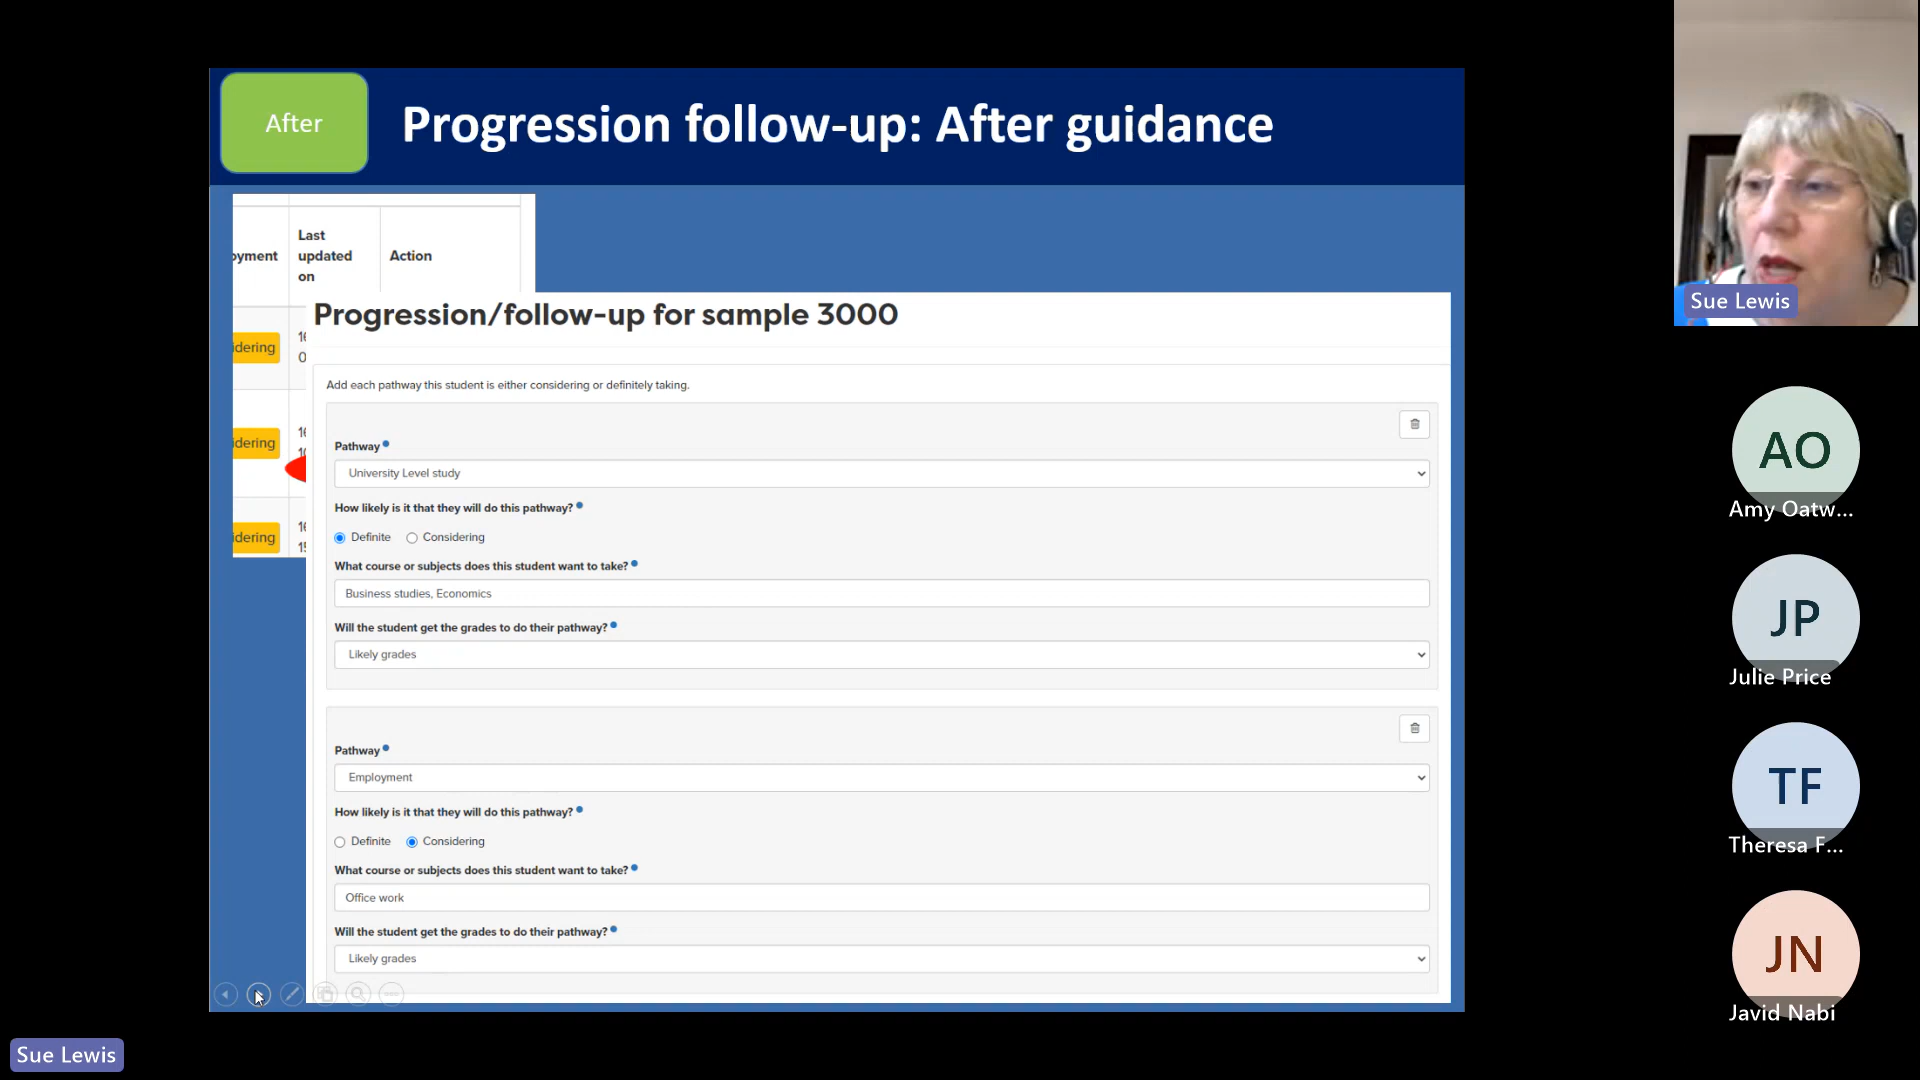 After
Progression follow-up: After guidance
oyment
Last
updated
on
Action
idering
idering
idering
Progression/follow-up for sample 3000
Add each pathway this student is either considering or definitely taking.
Pathway
University Level study
How likely is it that they will do this pathway?
Definite
Considering
What course or subjects does this student want to take?
Business studies, Economics
Will the student get the grades to do their pathway?
Likely grades
Pathway
Employment
How likely is it that they will do this pathway?
Definite
Considering
What course or subjects does this student want to take?
Office work
Will the student get the grades to do their pathway?
Likely grades
Sue Lewis
AO
Amy Oatw...
JP
Julie Price
TF
Theresa F...
JN
Javid Nabi
Sue Lewis